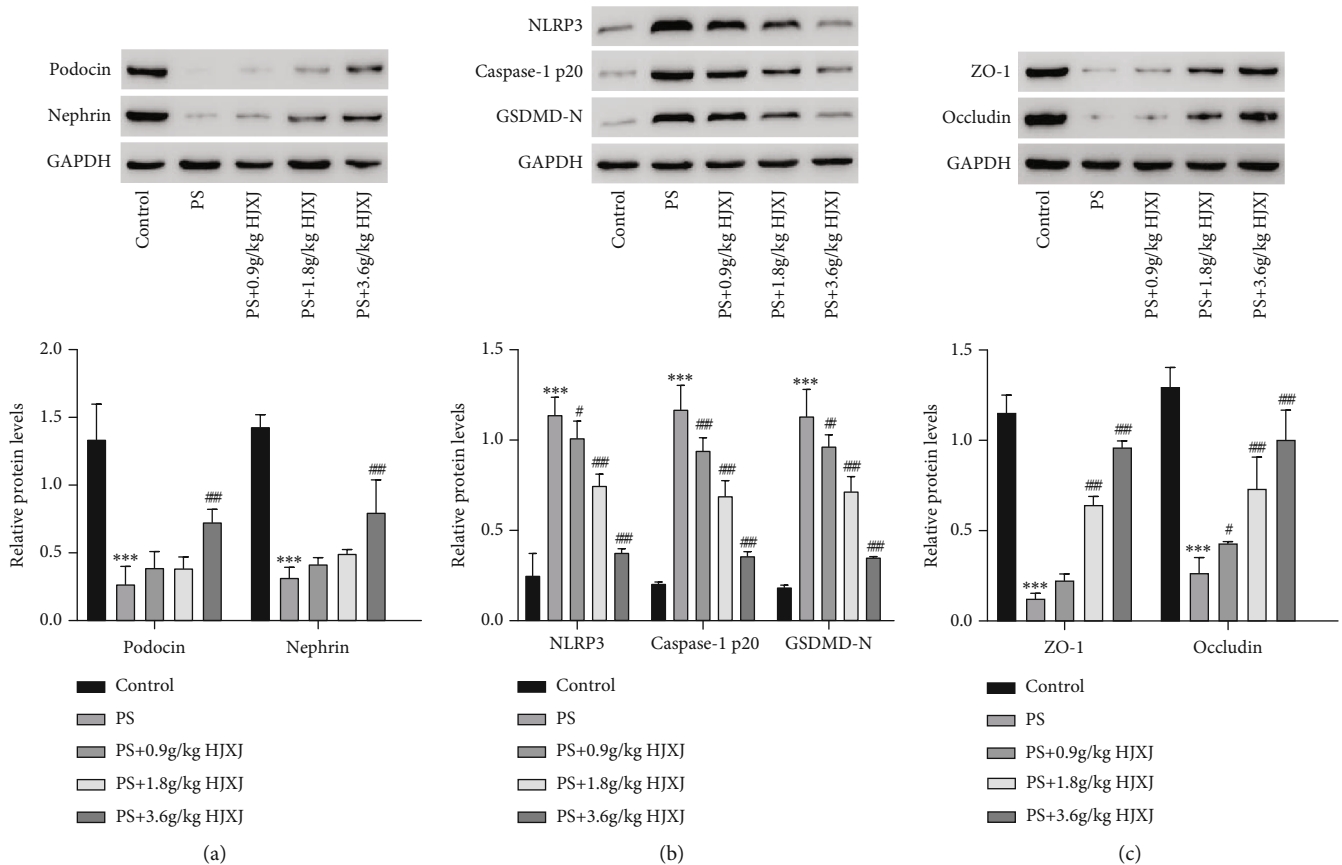 Podocin
Nephrin
GAPDH
Control
PS
PS+0.9g/kg HJXJ
PS+1.8g/kg HJXJ
PS+3.6g/kg HJXJ
Relative protein levels
2.0
1.5
1.0
0.5
0.0
***
##
***
##
Podocin
Nephrin
Control
PS
PS+0.9g/kg HJXJ
PS+1.8g/kg HJXJ
PS+3.6g/kg HJXJ
(a)
NLRP3
Caspase-1 p20
GSDMD-N
GAPDH
Control
PS
PS+0.9g/kg HJXJ
PS+1.8g/kg HJXJ
PS+3.6g/kg HJXJ
Relative protein levels
1.5
1.0
0.5
0.0
***
#
###
###
***
###
###
###
***
##
###
###
NLRP3
Caspase-1 p20
GSDMD-N
Control
PS
PS+0.9g/kg HJXJ
PS+1.8g/kg HJXJ
PS+3.6g/kg HJXJ
(b)
ZO-1
Occludin
GAPDH
Control
PS
PS+0.9g/kg HJXJ
PS+1.8g/kg HJXJ
PS+3.6g/kg HJXJ
Relative protein levels
1.5
1.0
0.5
0.0
***
###
###
***
#
###
###
ZO-1
Occludin
Control
PS
PS+0.9g/kg HJXJ
PS+1.8g/kg HJXJ
PS+3.6g/kg HJXJ
(c)